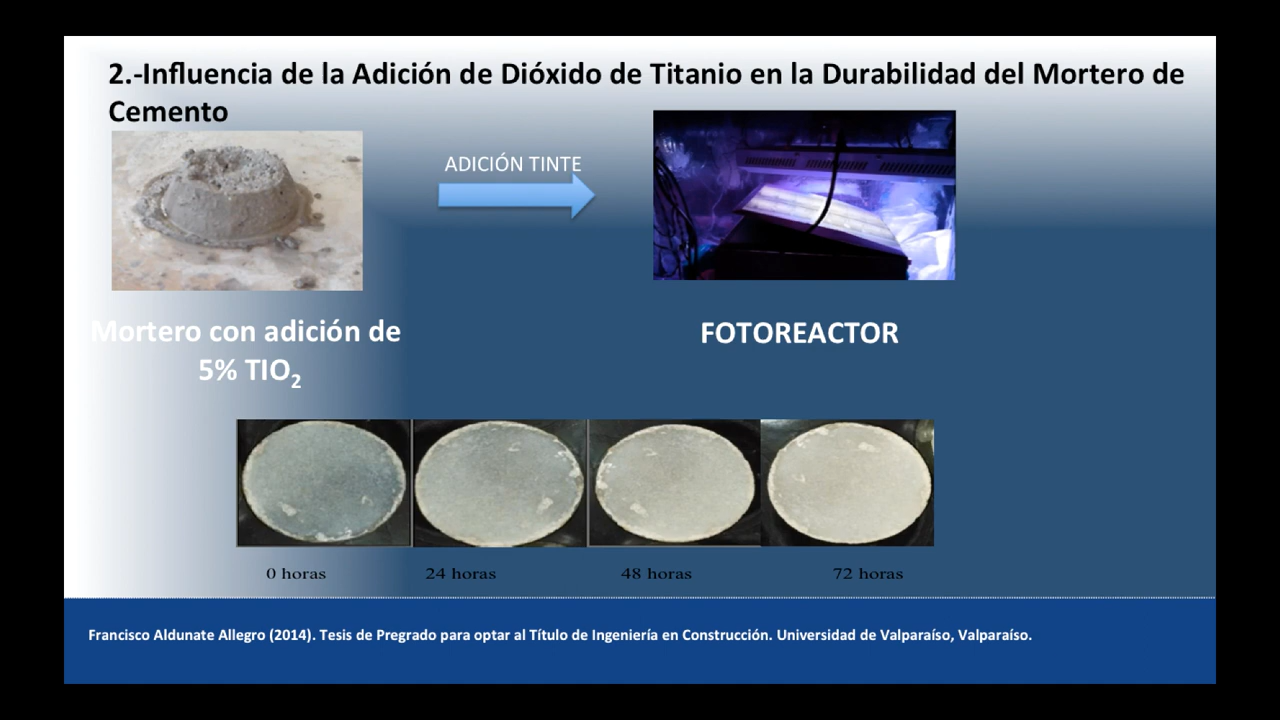 2.-Influencia de la Adición de Dióxido de Titanio en la Durabilidad del Mortero de
Cemento
ADICIÓN TINTE
Mortero con adición de
5% TIO₂
FOTOREACTOR
0 horas
24 horas
48 horas
72 horas
Francisco Aldunate Allegro (2014). Tesis de Pregrado para optar al Título de Ingeniería en Construcción. Universidad de Valparaíso, Valparaíso.